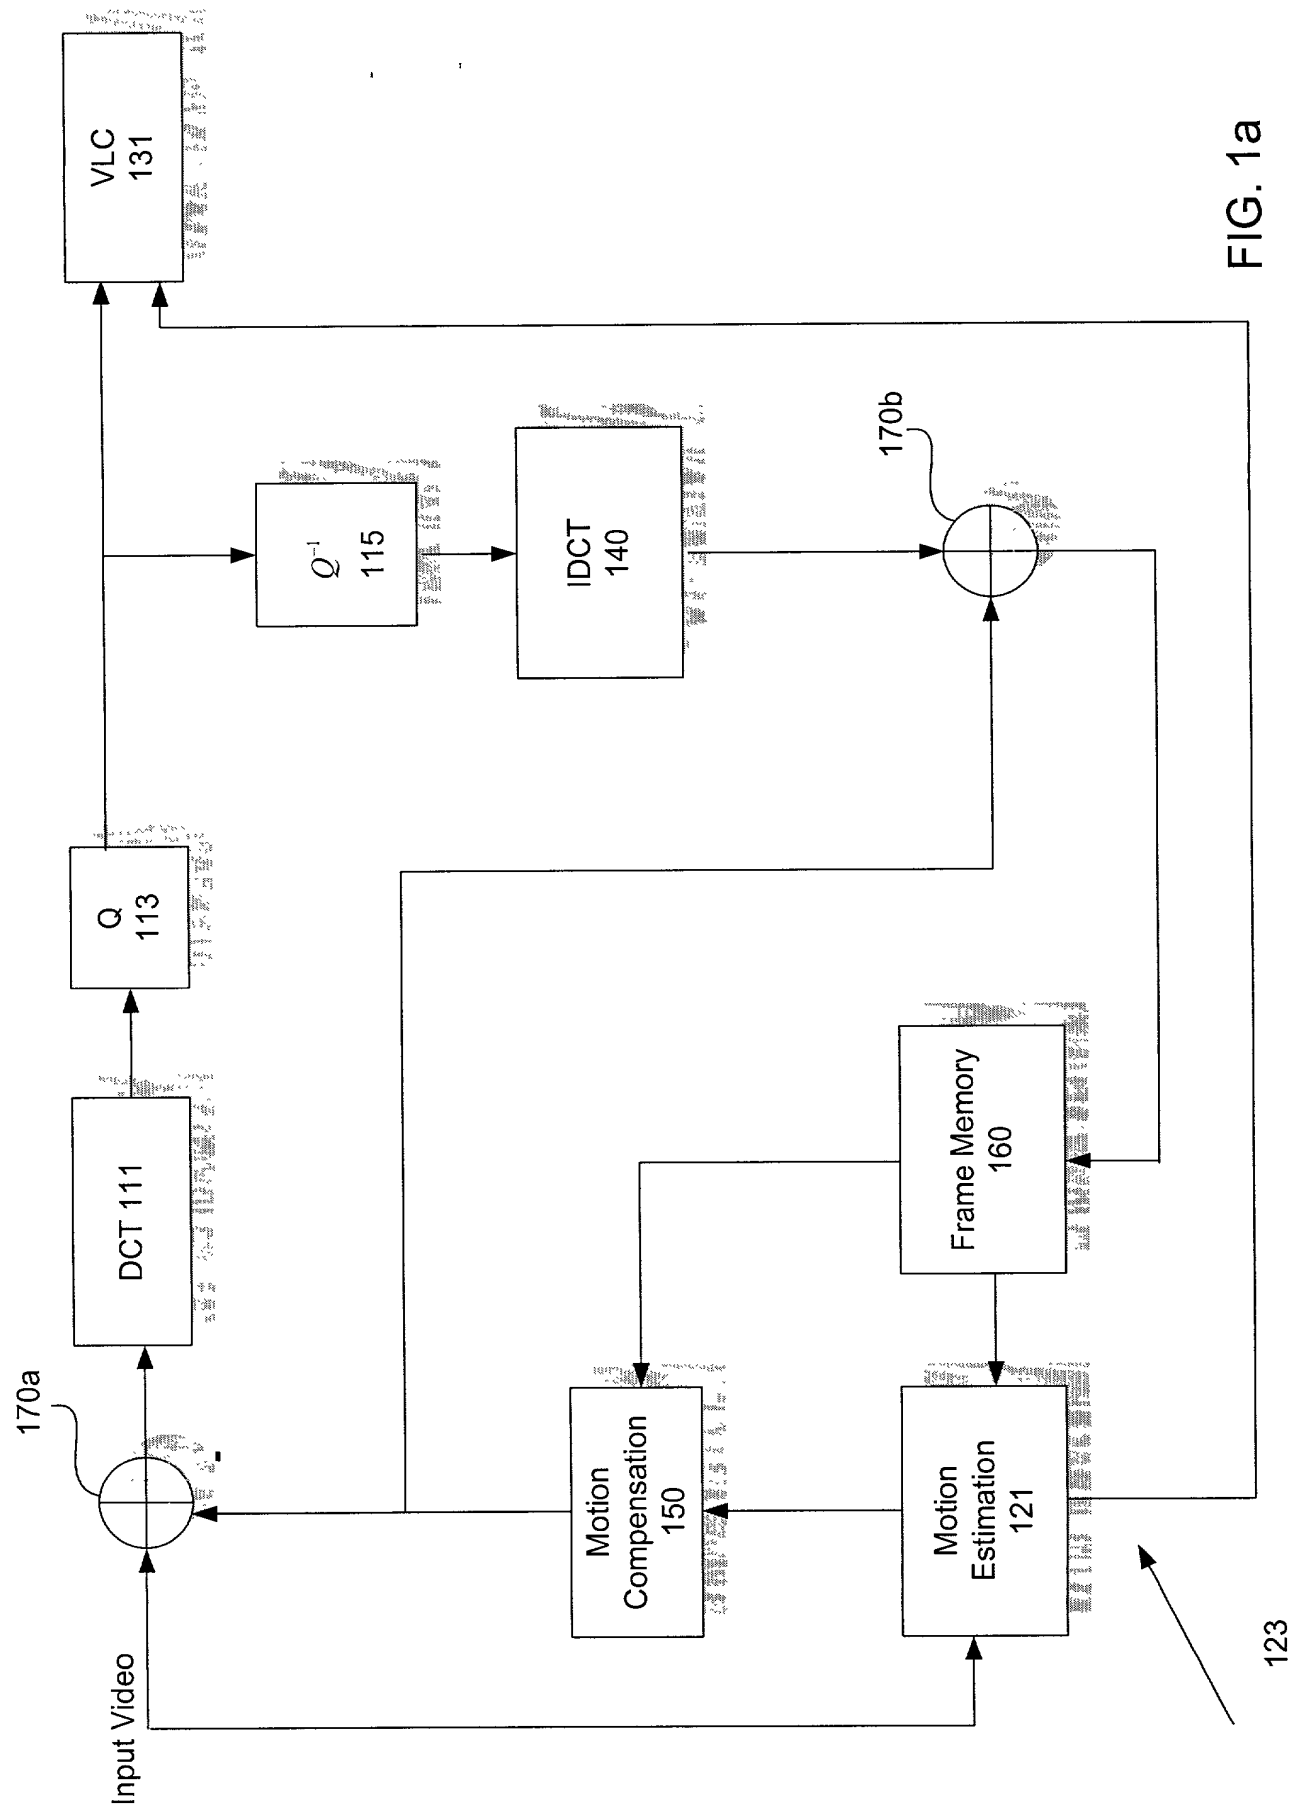 Input Video
170a
-
DCT 111
Q
113
VLC
131
Q⁻¹
115
IDCT
140
170b
Motion
Compensation
150
Frame Memory
160
Motion
Estimation
121
123
FIG. 1a